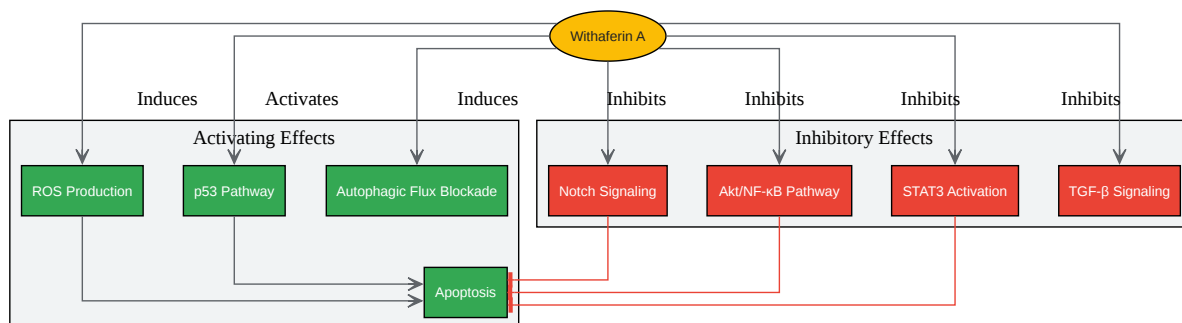 Withaferin A
Induces
Activates
Induces
Inhibits
Inhibits
Inhibits
Inhibits
Activating Effects
Inhibitory Effects
ROS Production
p53 Pathway
Autophagic Flux Blockade
Notch Signaling
Akt/NF-κB Pathway
STAT3 Activation
TGF-β Signaling
Apoptosis